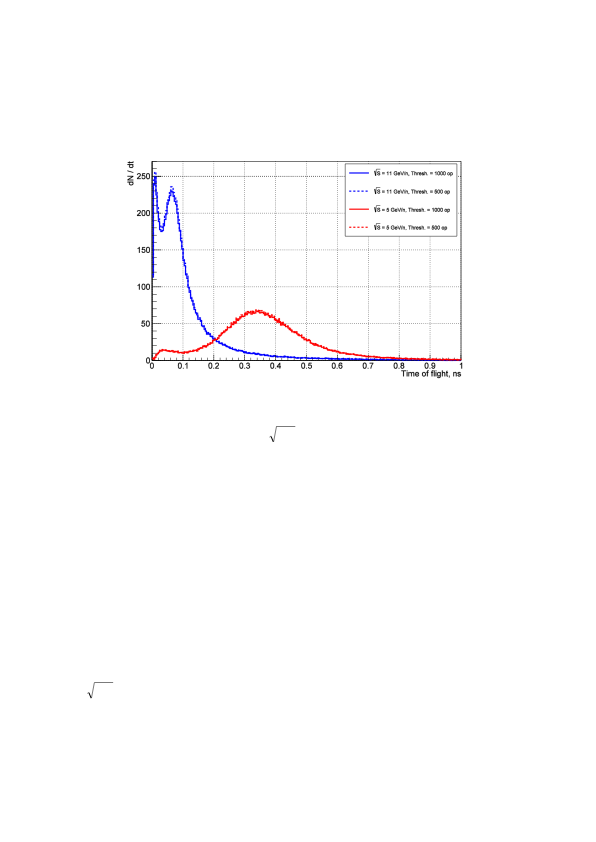 dN / dt
250
200
150
100
50
0
√S = 11 GeV/n, Thresh. = 1000 op
√S = 11 GeV/n, Thresh. = 500 op
√S = 5 GeV/n, Thresh. = 1000 op
√S = 5 GeV/n, Thresh. = 500 op
0 0.1 0.2 0.3 0.4 0.5 0.6 0.7 0.8 0.9 1
Time of flight, ns
√
√